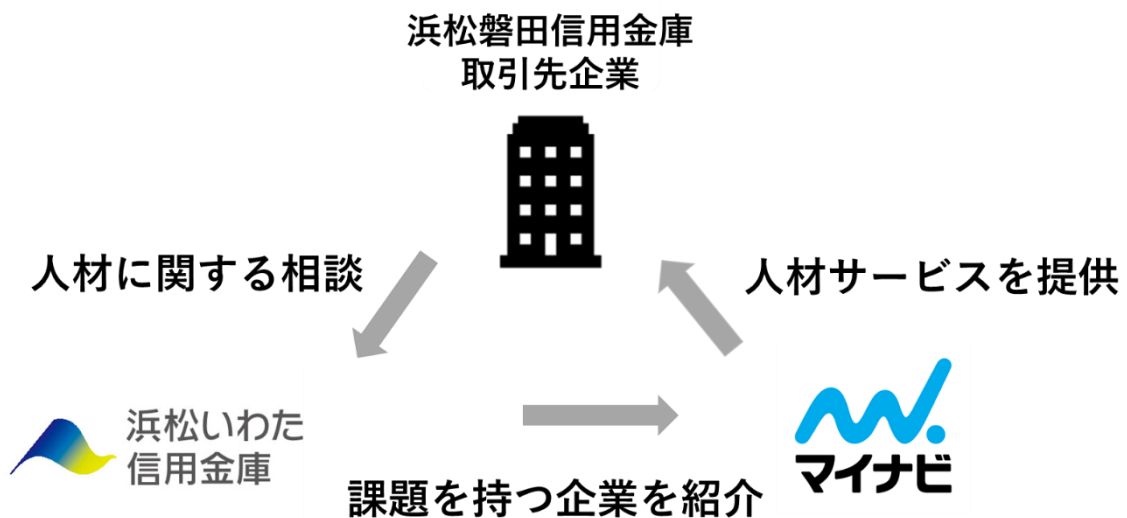 浜松磐田信用金庫
取引先企業
人材に関する相談
人材サービスを提供
浜松いわた
信用金庫
マイナビ
課題を持つ企業を紹介